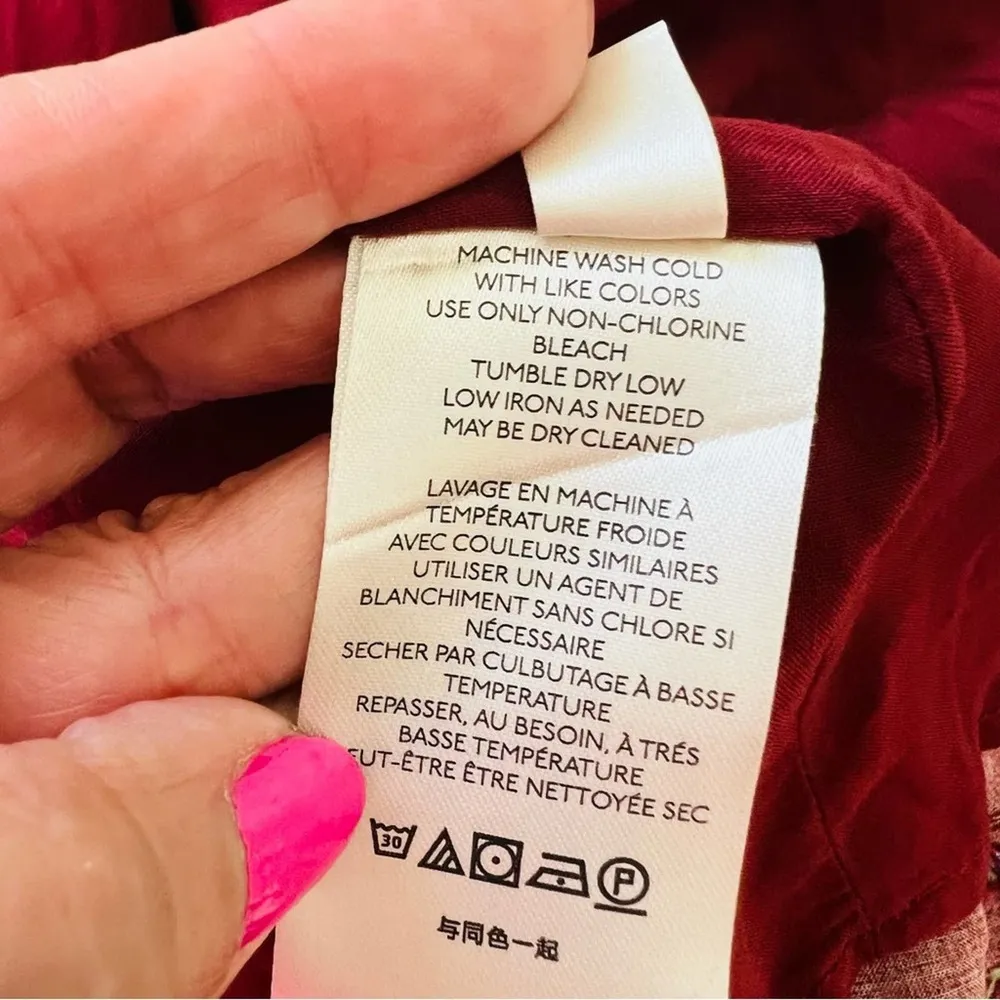 MACHINE WASH COLD
WITH LIKE COLORS
USE ONLY NON-CHLORINE
BLEACH
TUMBLE DRY LOW
LOW IRON AS NEEDED
MAY BE DRY CLEANED
LAVAGE EN MACHINE À
TEMPÉRATURE FROIDE
AVEC COULEURS SIMILAIRES
UTILISER UN AGENT DE
BLANCHIMENT SANS CHLORE SI
NÉCESSAIRE
SECHER PAR CULBUTAGE À BASSE
TEMPERATURE
REPASSER, AU BESOIN, À TRÉS
BASSE TEMPÉRATURE
EUT-ÊTRE ÊTRE NETTOYÉE SEC
30 P
与同色一起